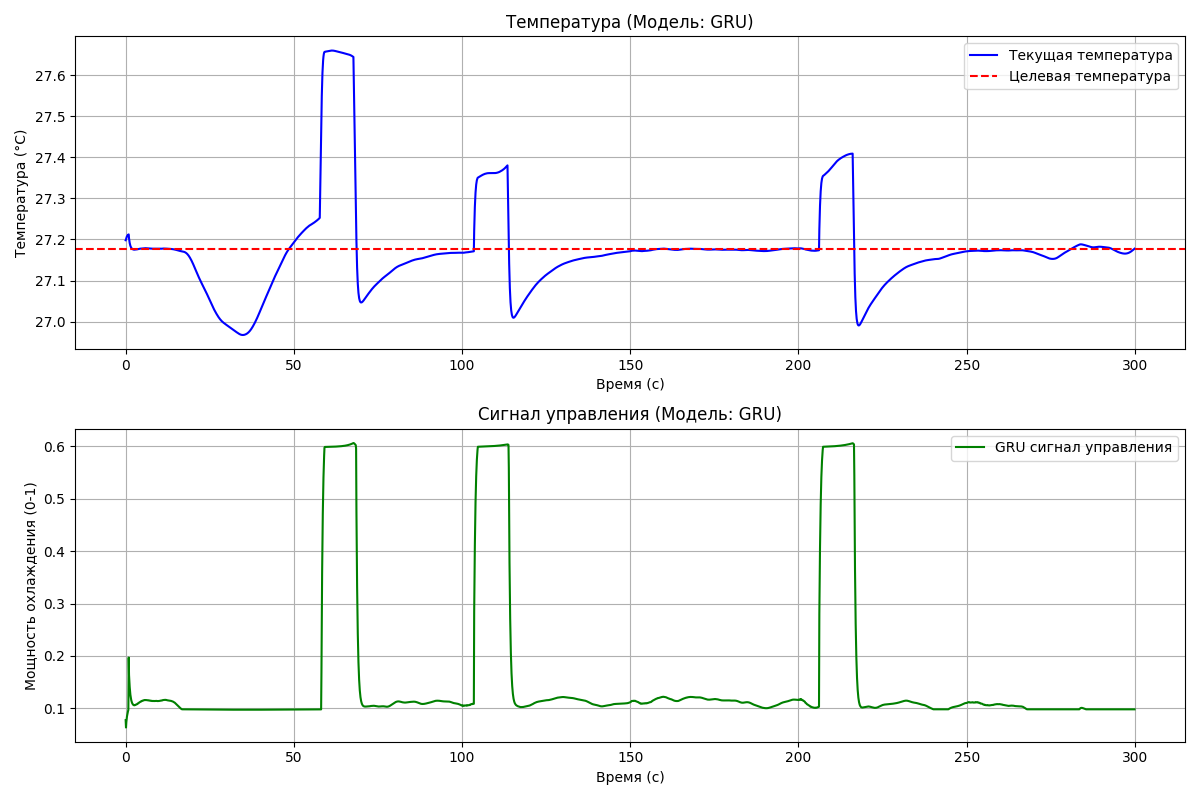 Температура (Модель: GRU)
Температура (°C)
27.6
27.5
27.4
27.3
27.2
27.1
27.0
Текущая температура
Целевая температура
0 50 100 150 200 250 300
Время (с)
Сигнал управления (Модель: GRU)
Мощность охлаждения (0-1)
0.6
0.5
0.4
0.3
0.2
0.1
GRU сигнал управления
0 50 100 150 200 250 300
Время (с)